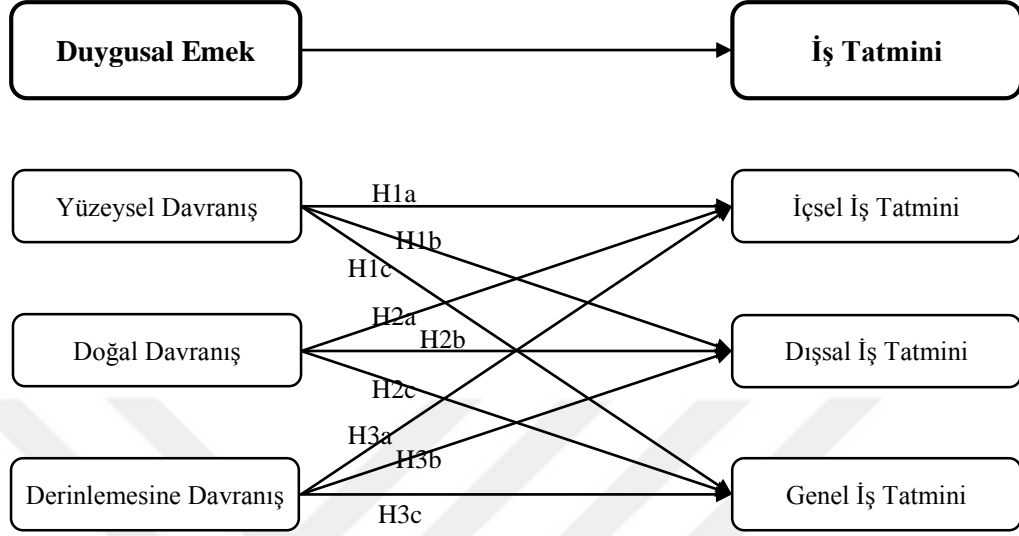 Duygusal Emek
İş Tatmini
Yüzeysel Davranış
H1a
İçsel İş Tatmini
H1b
H1c
H2a
Doğal Davranış
H2b
Dışsal İş Tatmini
H2c
H3a
H3b
Derinlemesine Davranış
Genel İş Tatmini
H3c